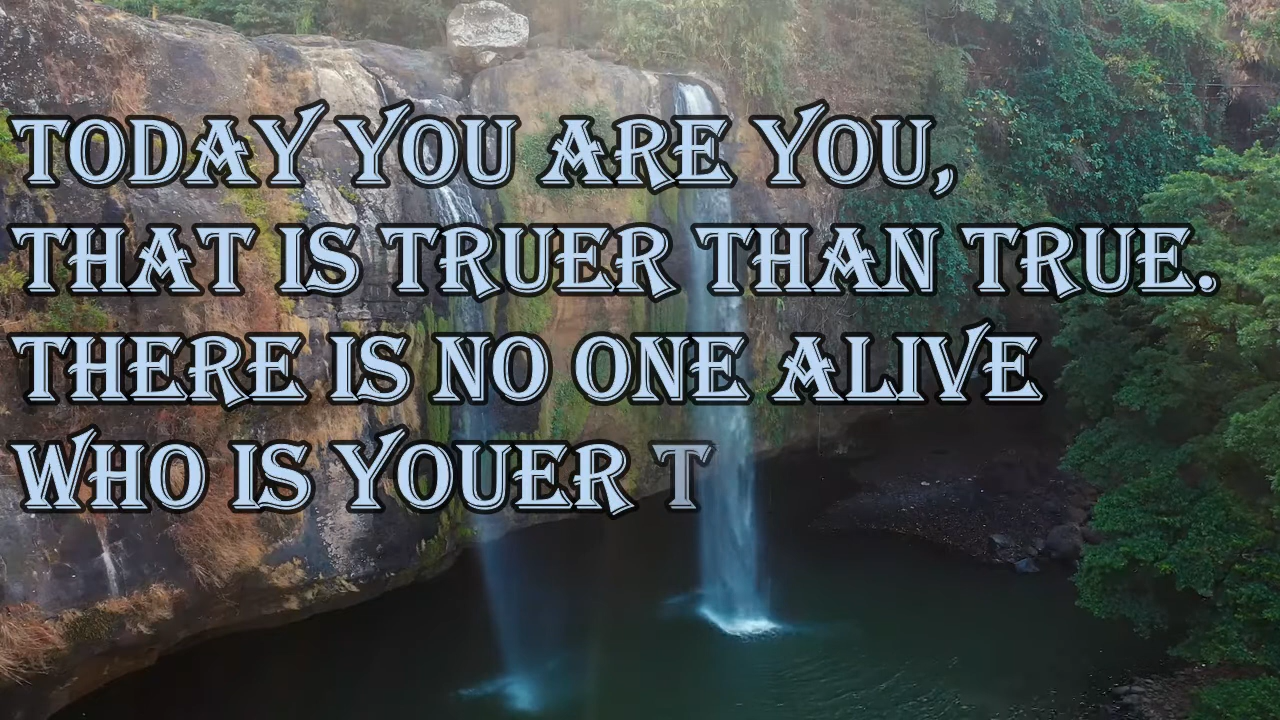 TODAY YOU ARE YOU,
THAT IS TRUER THAN TRUE.
THERE IS NO ONE ALIVE
WHO IS YOUER T